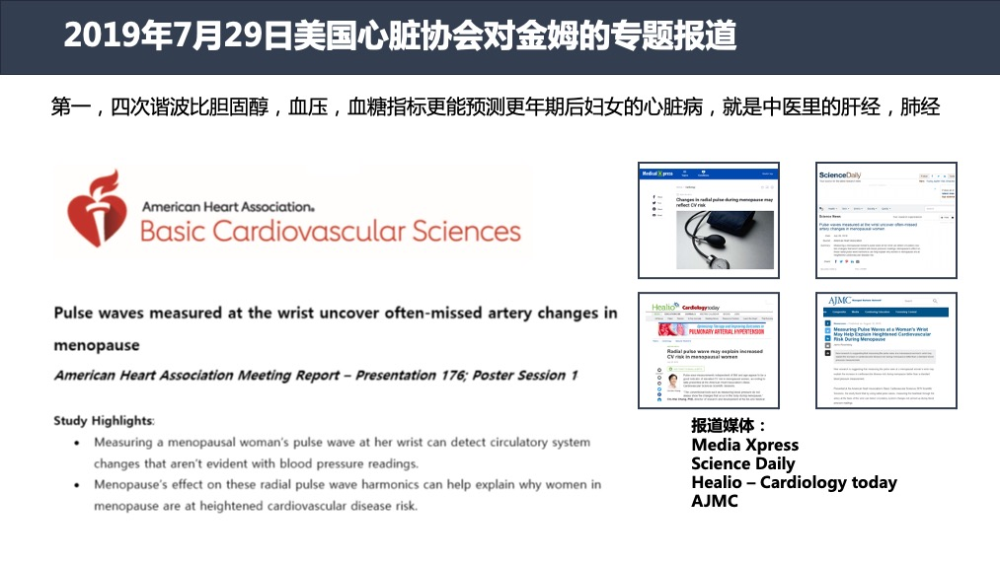 2019年7月29日美国心脏协会对金姆的专题报道
第一，四次谐波比胆固醇，血压，血糖指标更能预测更年期后妇女的心脏病，就是中医里的肝经，肺经
American Heart Association®
Basic Cardiovascular Sciences
Pulse waves measured at the wrist uncover often-missed artery changes in
menopause
American Heart Association Meeting Report – Presentation 176; Poster Session 1
Study Highlights:
• Measuring a menopausal woman's pulse wave at her wrist can detect circulatory system
changes that aren't evident with blood pressure readings.
• Menopause's effect on these radial pulse wave harmonics can help explain why women in
menopause are at heightened cardiovascular disease risk.
Medical Xpress
Changes in radial pulse during menopause may
reflect CV risk
ScienceDaily
Pulse waves measured at the wrist uncover often-missed
artery changes in menopausal women
Healio Cardiology today
PULMONARY ARTERIAL HYPERTENSION
Radial pulse wave may explain increased
CV risk in menopausal women
AJMC
Measuring Pulse Waves at a Women's Wrist
May Help Explain Heightened Cardiovascular
Risk During Menopause
报道媒体：
Media Xpress
Science Daily
Healio – Cardiology today
AJMC